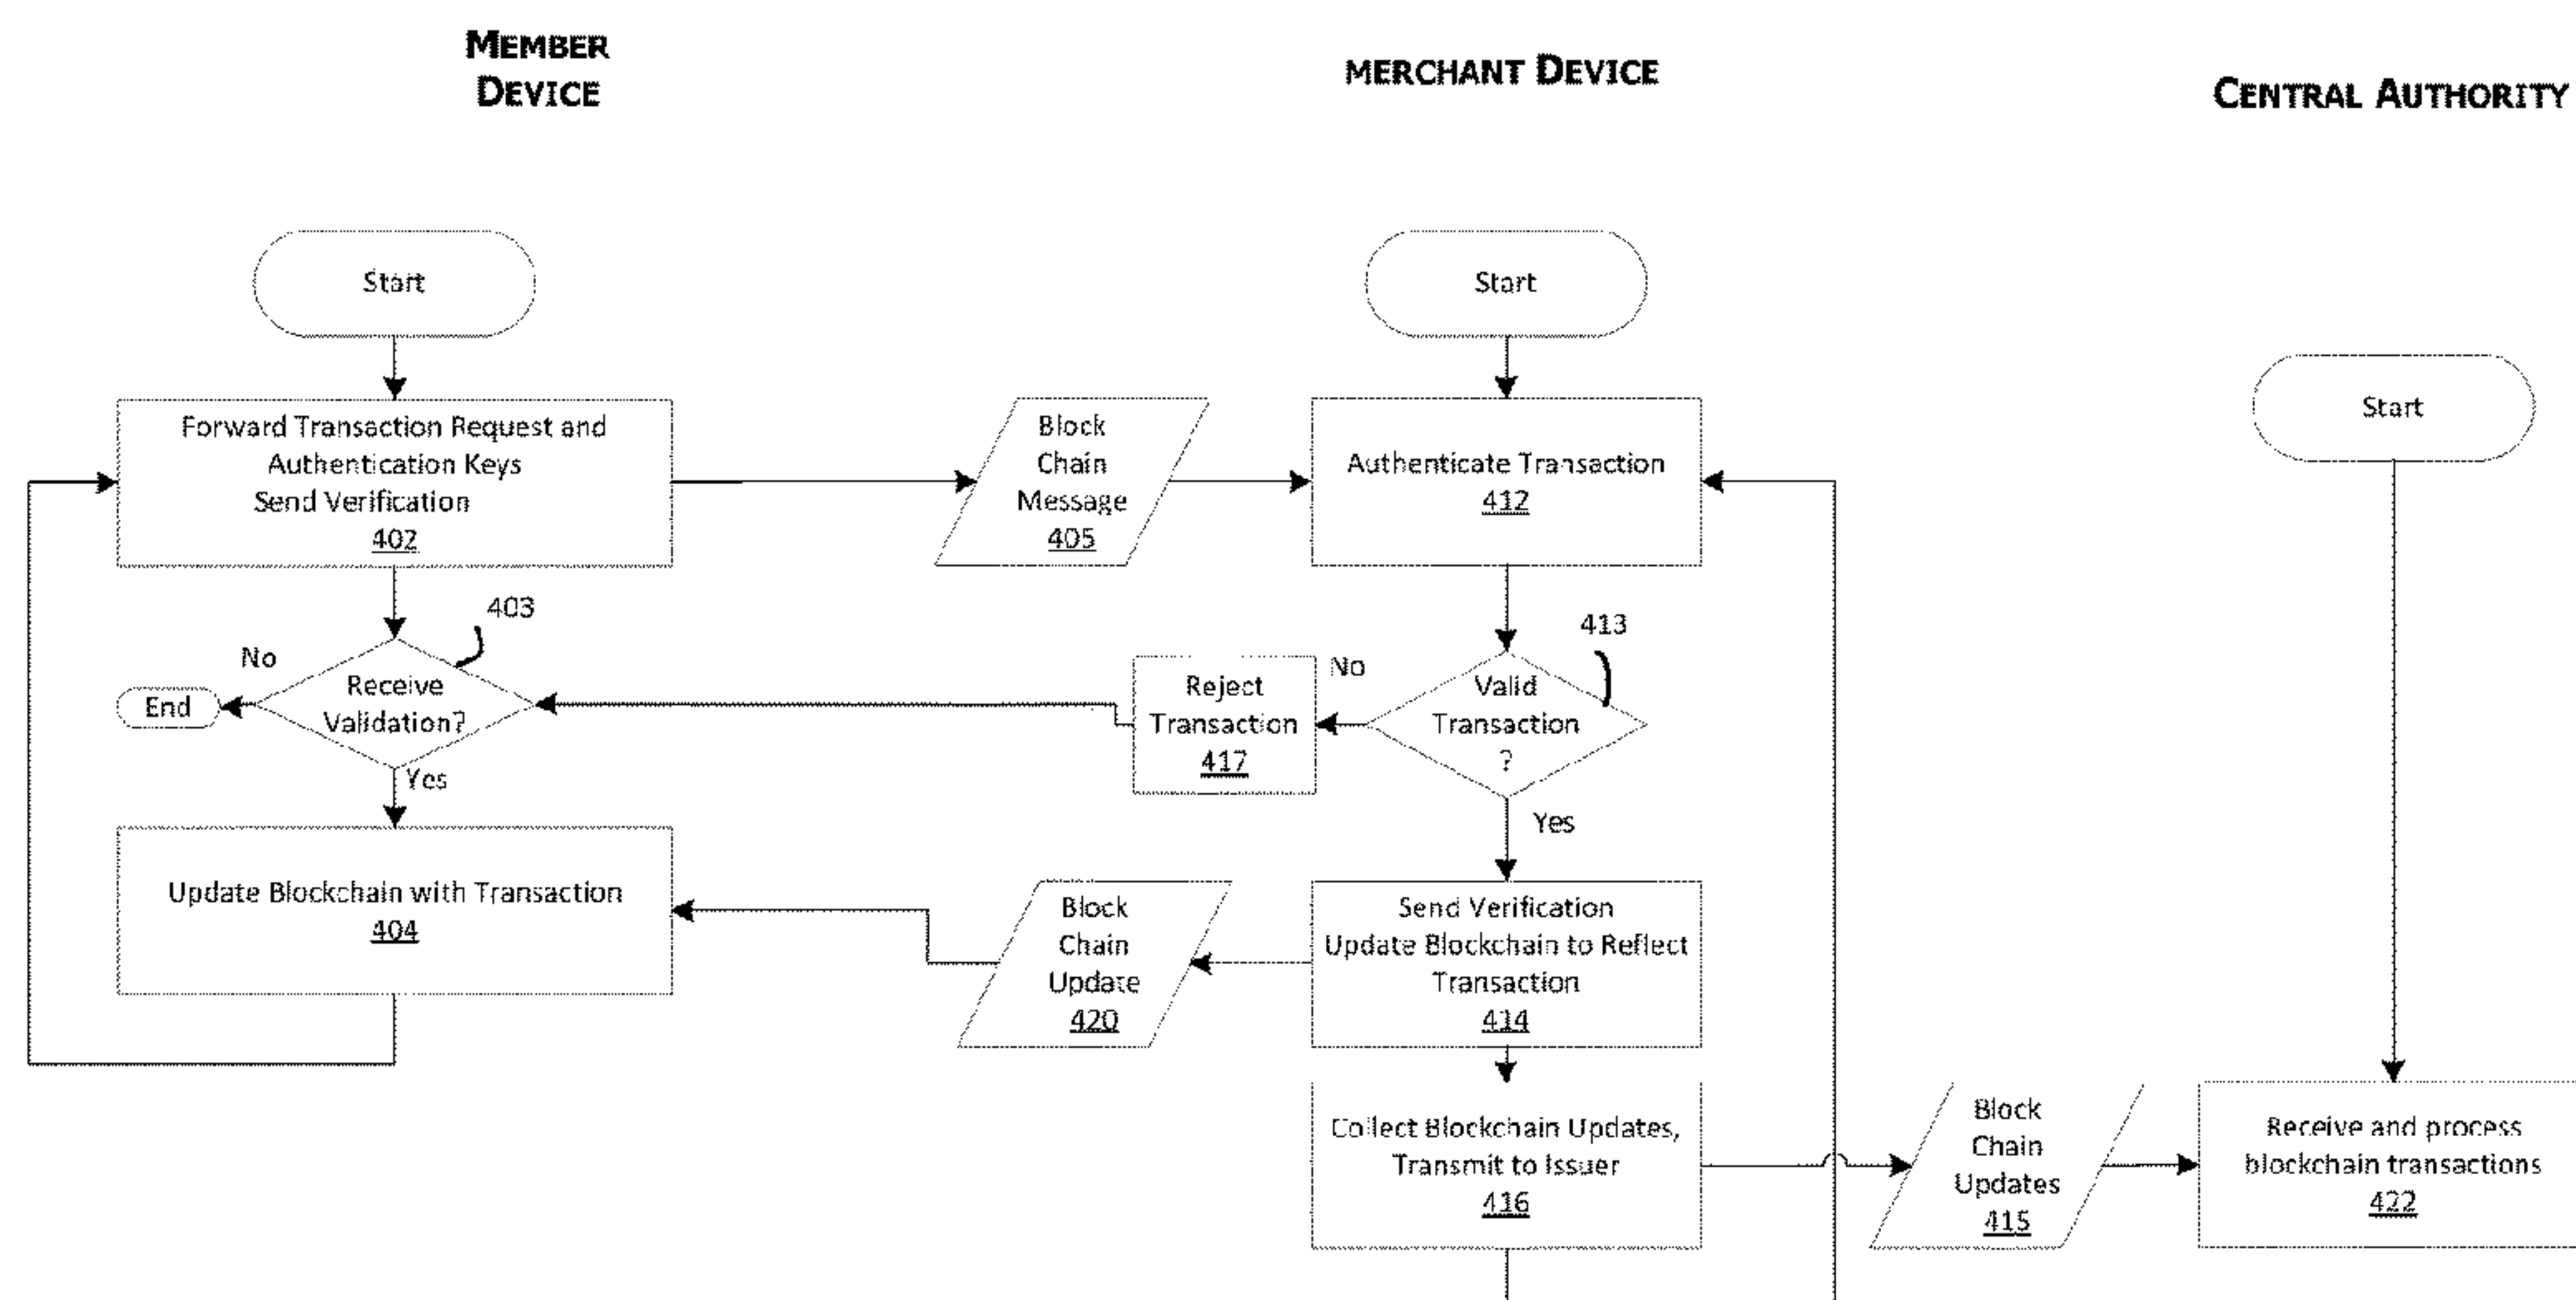 MEMBER
DEVICE
MERCHANT DEVICE
CENTRAL AUTHORITY
Start
Start
Start
Forward Transaction Request and
Authentication Keys
Send Verification
402
Block
Chain
Message
405
Authenticate Transaction
412
403
413
No
Receive
Validation?
End
Yes
Reject
Transaction
417
No
Valid
Transaction
?
Yes
Update Blockchain with Transaction
404
Block
Chain
Update
420
Send Verification
Update Blockchain to Reflect
Transaction
414
Collect Blockchain Updates,
Transmit to Issuer
416
Block
Chain
Updates
415
Receive and process
blockchain transactions
422